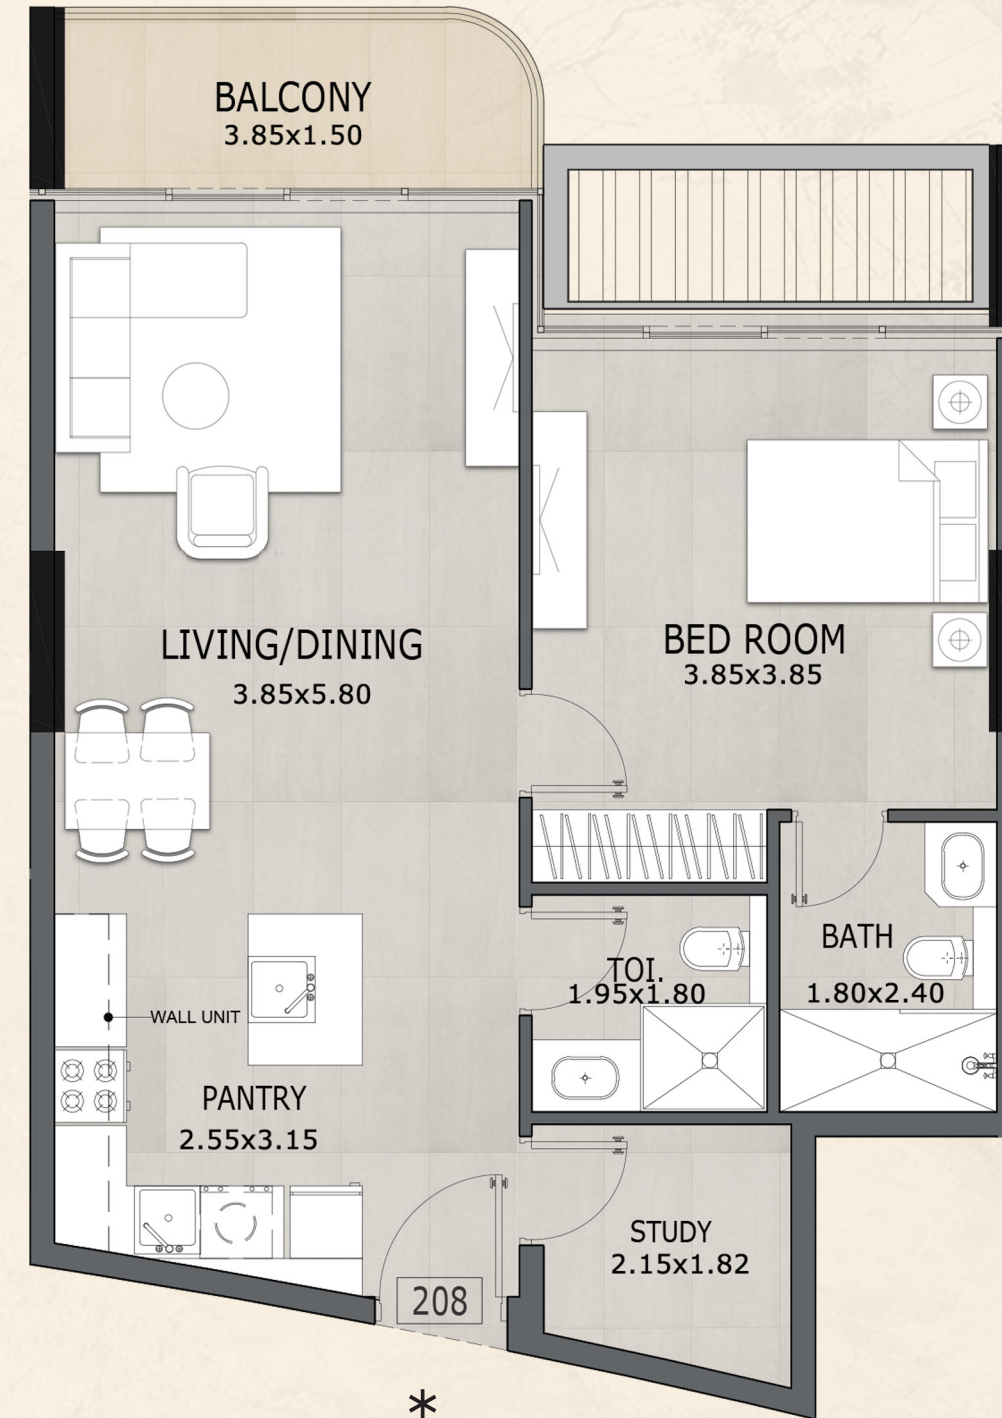 BALCONY
3.85x1.50
LIVING/DINING
3.85x5.80
BED ROOM
3.85x3.85
BATH
1.80x2.40
TOI.
1.95x1.80
WALL UNIT
PANTRY
2.55x3.15
STUDY
2.15x1.82
208
*